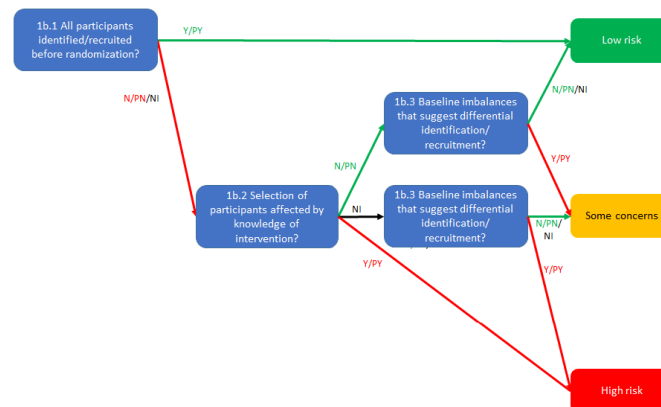 1b.1 All participants
identified/recruited
before randomization?
Y/PY
Low risk
N/PN/NI
1b.3 Baseline imbalances
that suggest differential
identification/
recruitment?
N/PN/NI
N/PN
Y/PY
1b.2 Selection of
participants affected by
knowledge of
intervention?
NI
1b.3 Baseline imbalances
that suggest differential
identification/
recruitment?
N/PN/
NI
Some concerns
Y/PY
Y/PY
High risk